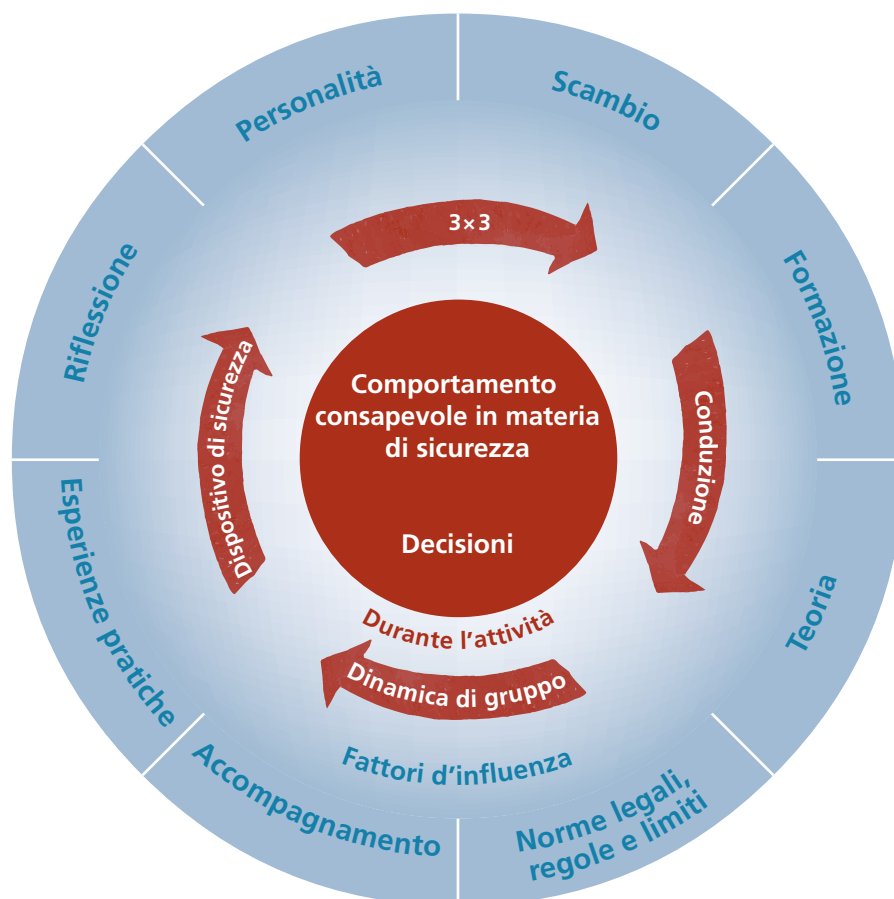 Personalità
Scambio
Formazione
Teoria
Norme legali,
regole e limiti
Accompagnamento
Esperienze pratiche
Riflessione
3×3
Conduzione
Dinamica di gruppo
Dispositivo di sicurezza
Comportamento
consapevole in materia
di sicurezza
Decisioni
Durante l’attività
Fattori d’influenza